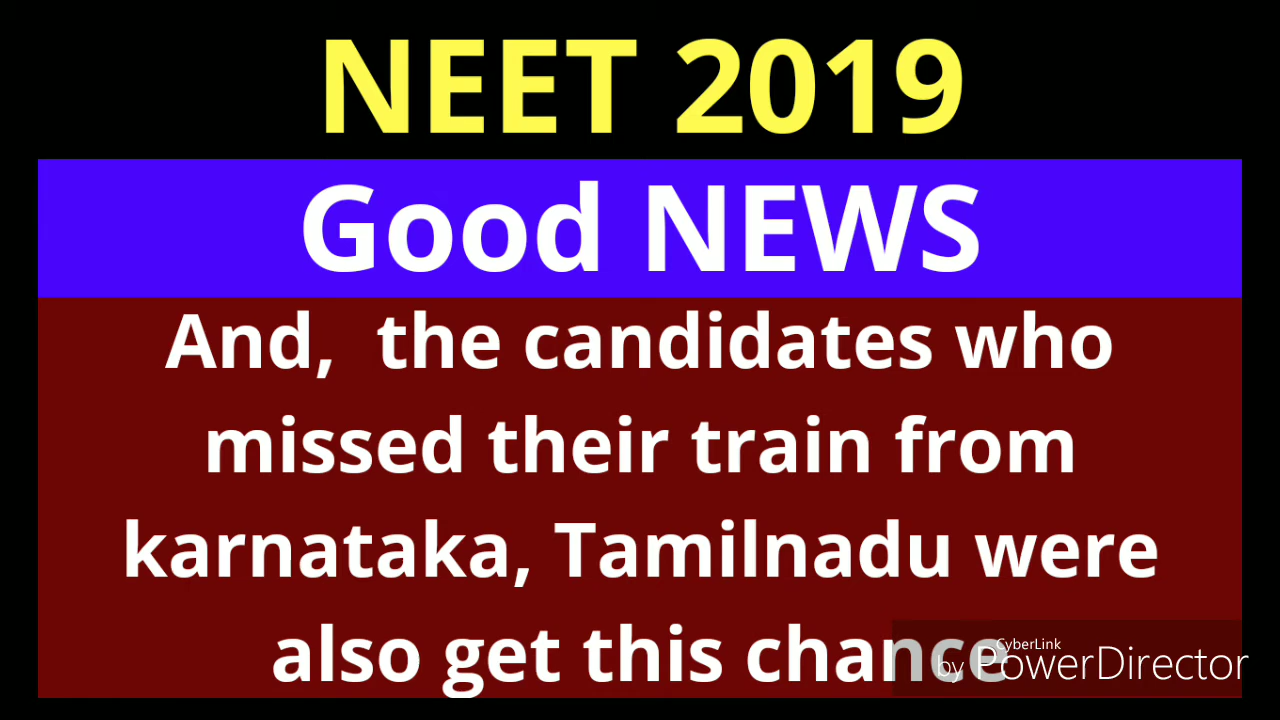 NEET 2019
Good NEWS
And, the candidates who
missed their train from
karnataka, Tamilnadu were
also get this chance
CyberLink
by PowerDirector